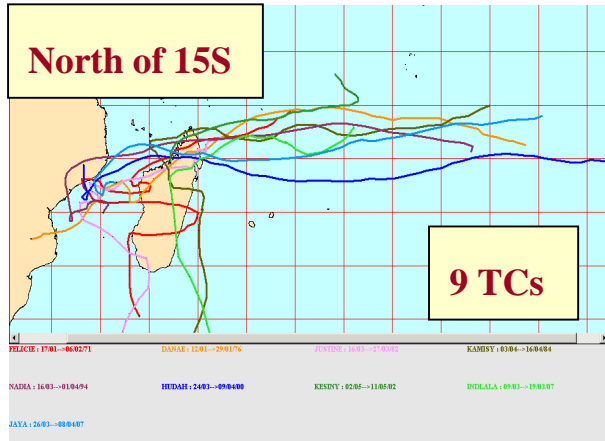 North of 15S
9 TCs
FELICIE : 17/01-->06/02/71
DANAE : 12/01-->29/01/76
JUSTINE : 16/03-->27/03/82
KAMISY : 03/04-->16/04/84
NADIA : 16/03-->01/04/94
HUDAH : 24/03-->09/04/00
KESINY : 02/05-->11/05/02
INDLALA : 09/03-->19/03/07
JAYA : 26/03-->08/04/07